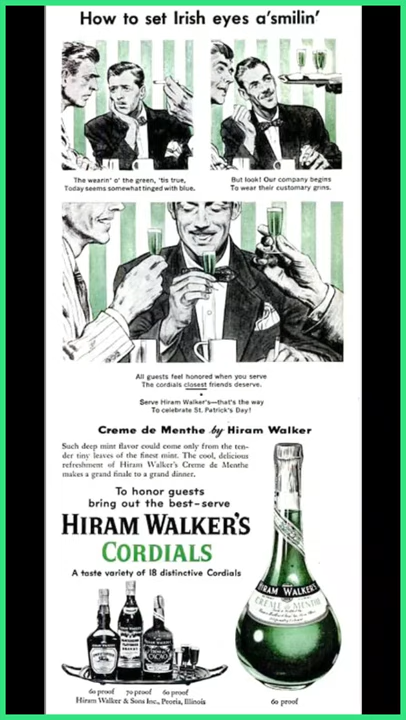 How to set Irish eyes a'smilin'
The wearin' o' the green, 'tis true,
Today seems somewhat tinged with blue.
But look! Our company begins
To wear their customary grins.
All guests feel honored when you serve
The cordials closest friends deserve.
•
Serve Hiram Walker's—that's the way
To celebrate St. Patrick's Day!
Creme de Menthe by Hiram Walker
Such deep mint flavor could come only from the ten-
der tiny leaves of the finest mint. The cool, delicious
refreshment of Hiram Walker's Creme de Menthe
makes a grand finale to a grand dinner.
To honor guests
bring out the best–serve
HIRAM WALKER'S
CORDIALS
A taste variety of 18 distinctive Cordials
HIRAM WALKER'S
CREME de MENTHE
CACAO
60 proof 70 proof 60 proof
Hiram Walker & Sons Inc., Peoria, Illinois
60 proof